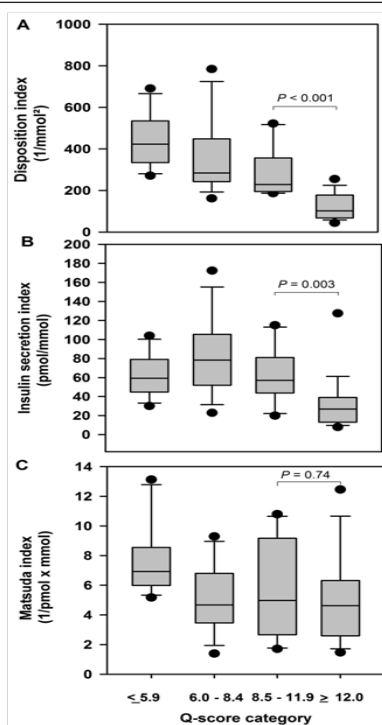 A
Disposition index
(1/mmol²)
1000
800
600
400
200
0
P < 0.001
B
Insulin secretion index
(pmol/mmol)
200
180
160
140
120
100
80
60
40
20
0
P = 0.003
C
Matsuda index
(1/pmol x mmol)
14
12
10
8
6
4
2
0
P = 0.74
≤5.9 6.0 - 8.4 8.5 - 11.9 ≥ 12.0
Q-score category